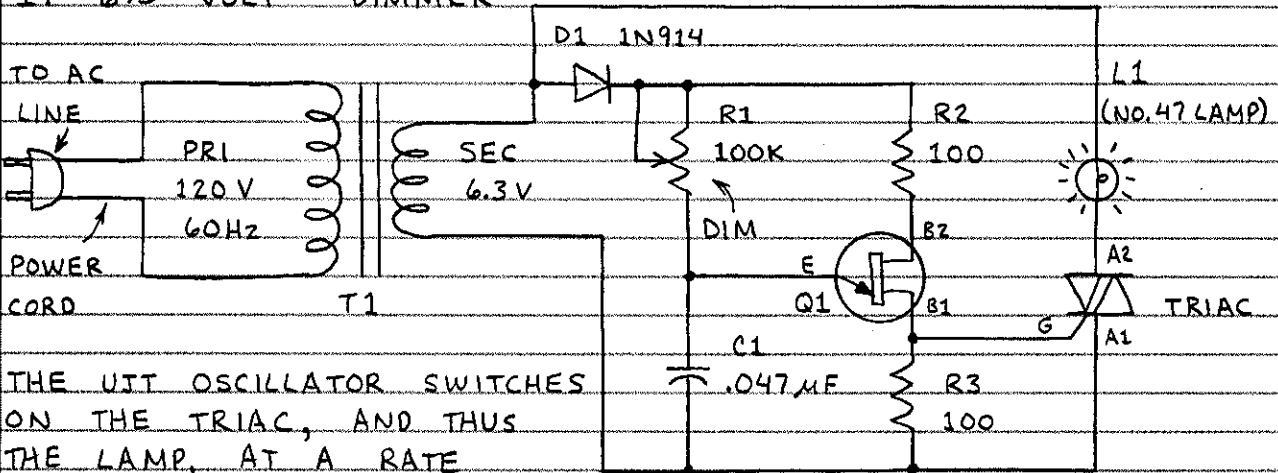 DIMMER
D1 1N914
TO AC
LINE
PRI
120 V
60Hz
SEC
6.3 V
R1
100K
DIM
R2
100
L1
(NO. 47 LAMP)
POWER
CORD
T1
E
Q1
B2
B1
G
A2
TRIAC
A1
C1
.047µF
R3
100
THE UJT OSCILLATOR SWITCHES
ON THE TRIAC, AND THUS
THE LAMP, AT A RATE